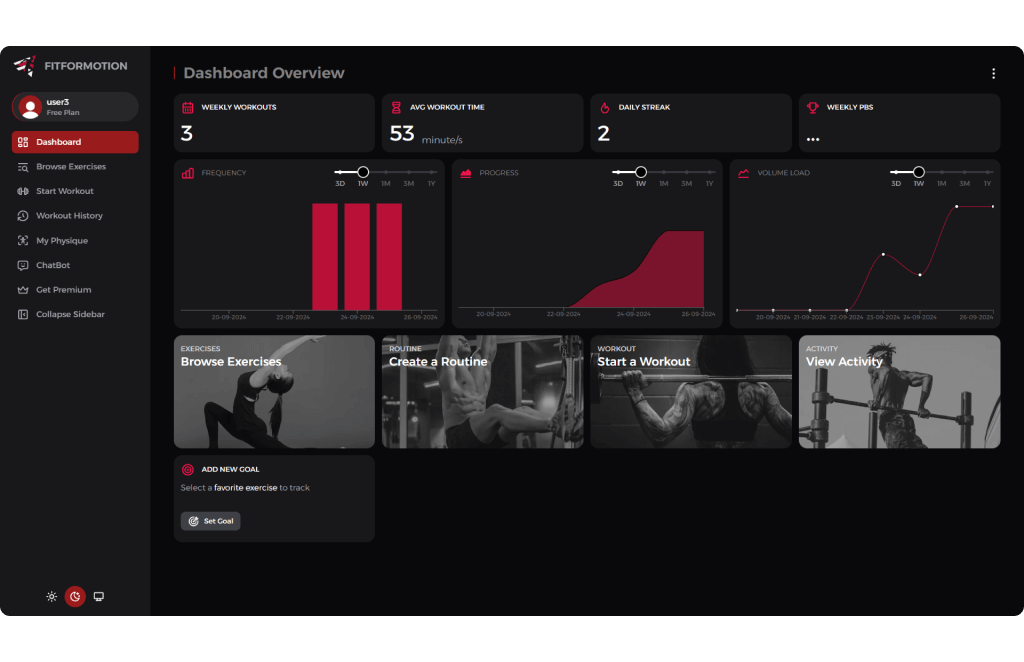 FITFORMOTION
user3
Free Plan
Dashboard
Browse Exercises
Start Workout
Workout History
My Physique
ChatBot
Get Premium
Collapse Sidebar
Dashboard Overview
WEEKLY WORKOUTS
3
AVG WORKOUT TIME
53 minute/s
DAILY STREAK
2
WEEKLY PBS
...
FREQUENCY
3D 1W 1M 3M 1Y
20-09-2024 22-09-2024 24-09-2024 26-09-2024
PROGRESS
3D 1W 1M 3M 1Y
20-09-2024 22-09-2024 24-09-2024 26-09-2024
VOLUME LOAD
3D 1W 1M 3M 1Y
20-09-2024 21-09-2024 22-09-2024 23-09-2024 24-09-2024 26-09-2024
EXERCISES
Browse Exercises
ROUTINE
Create a Routine
WORKOUT
Start a Workout
ACTIVITY
View Activity
ADD NEW GOAL
Select a favorite exercise to track
Set Goal